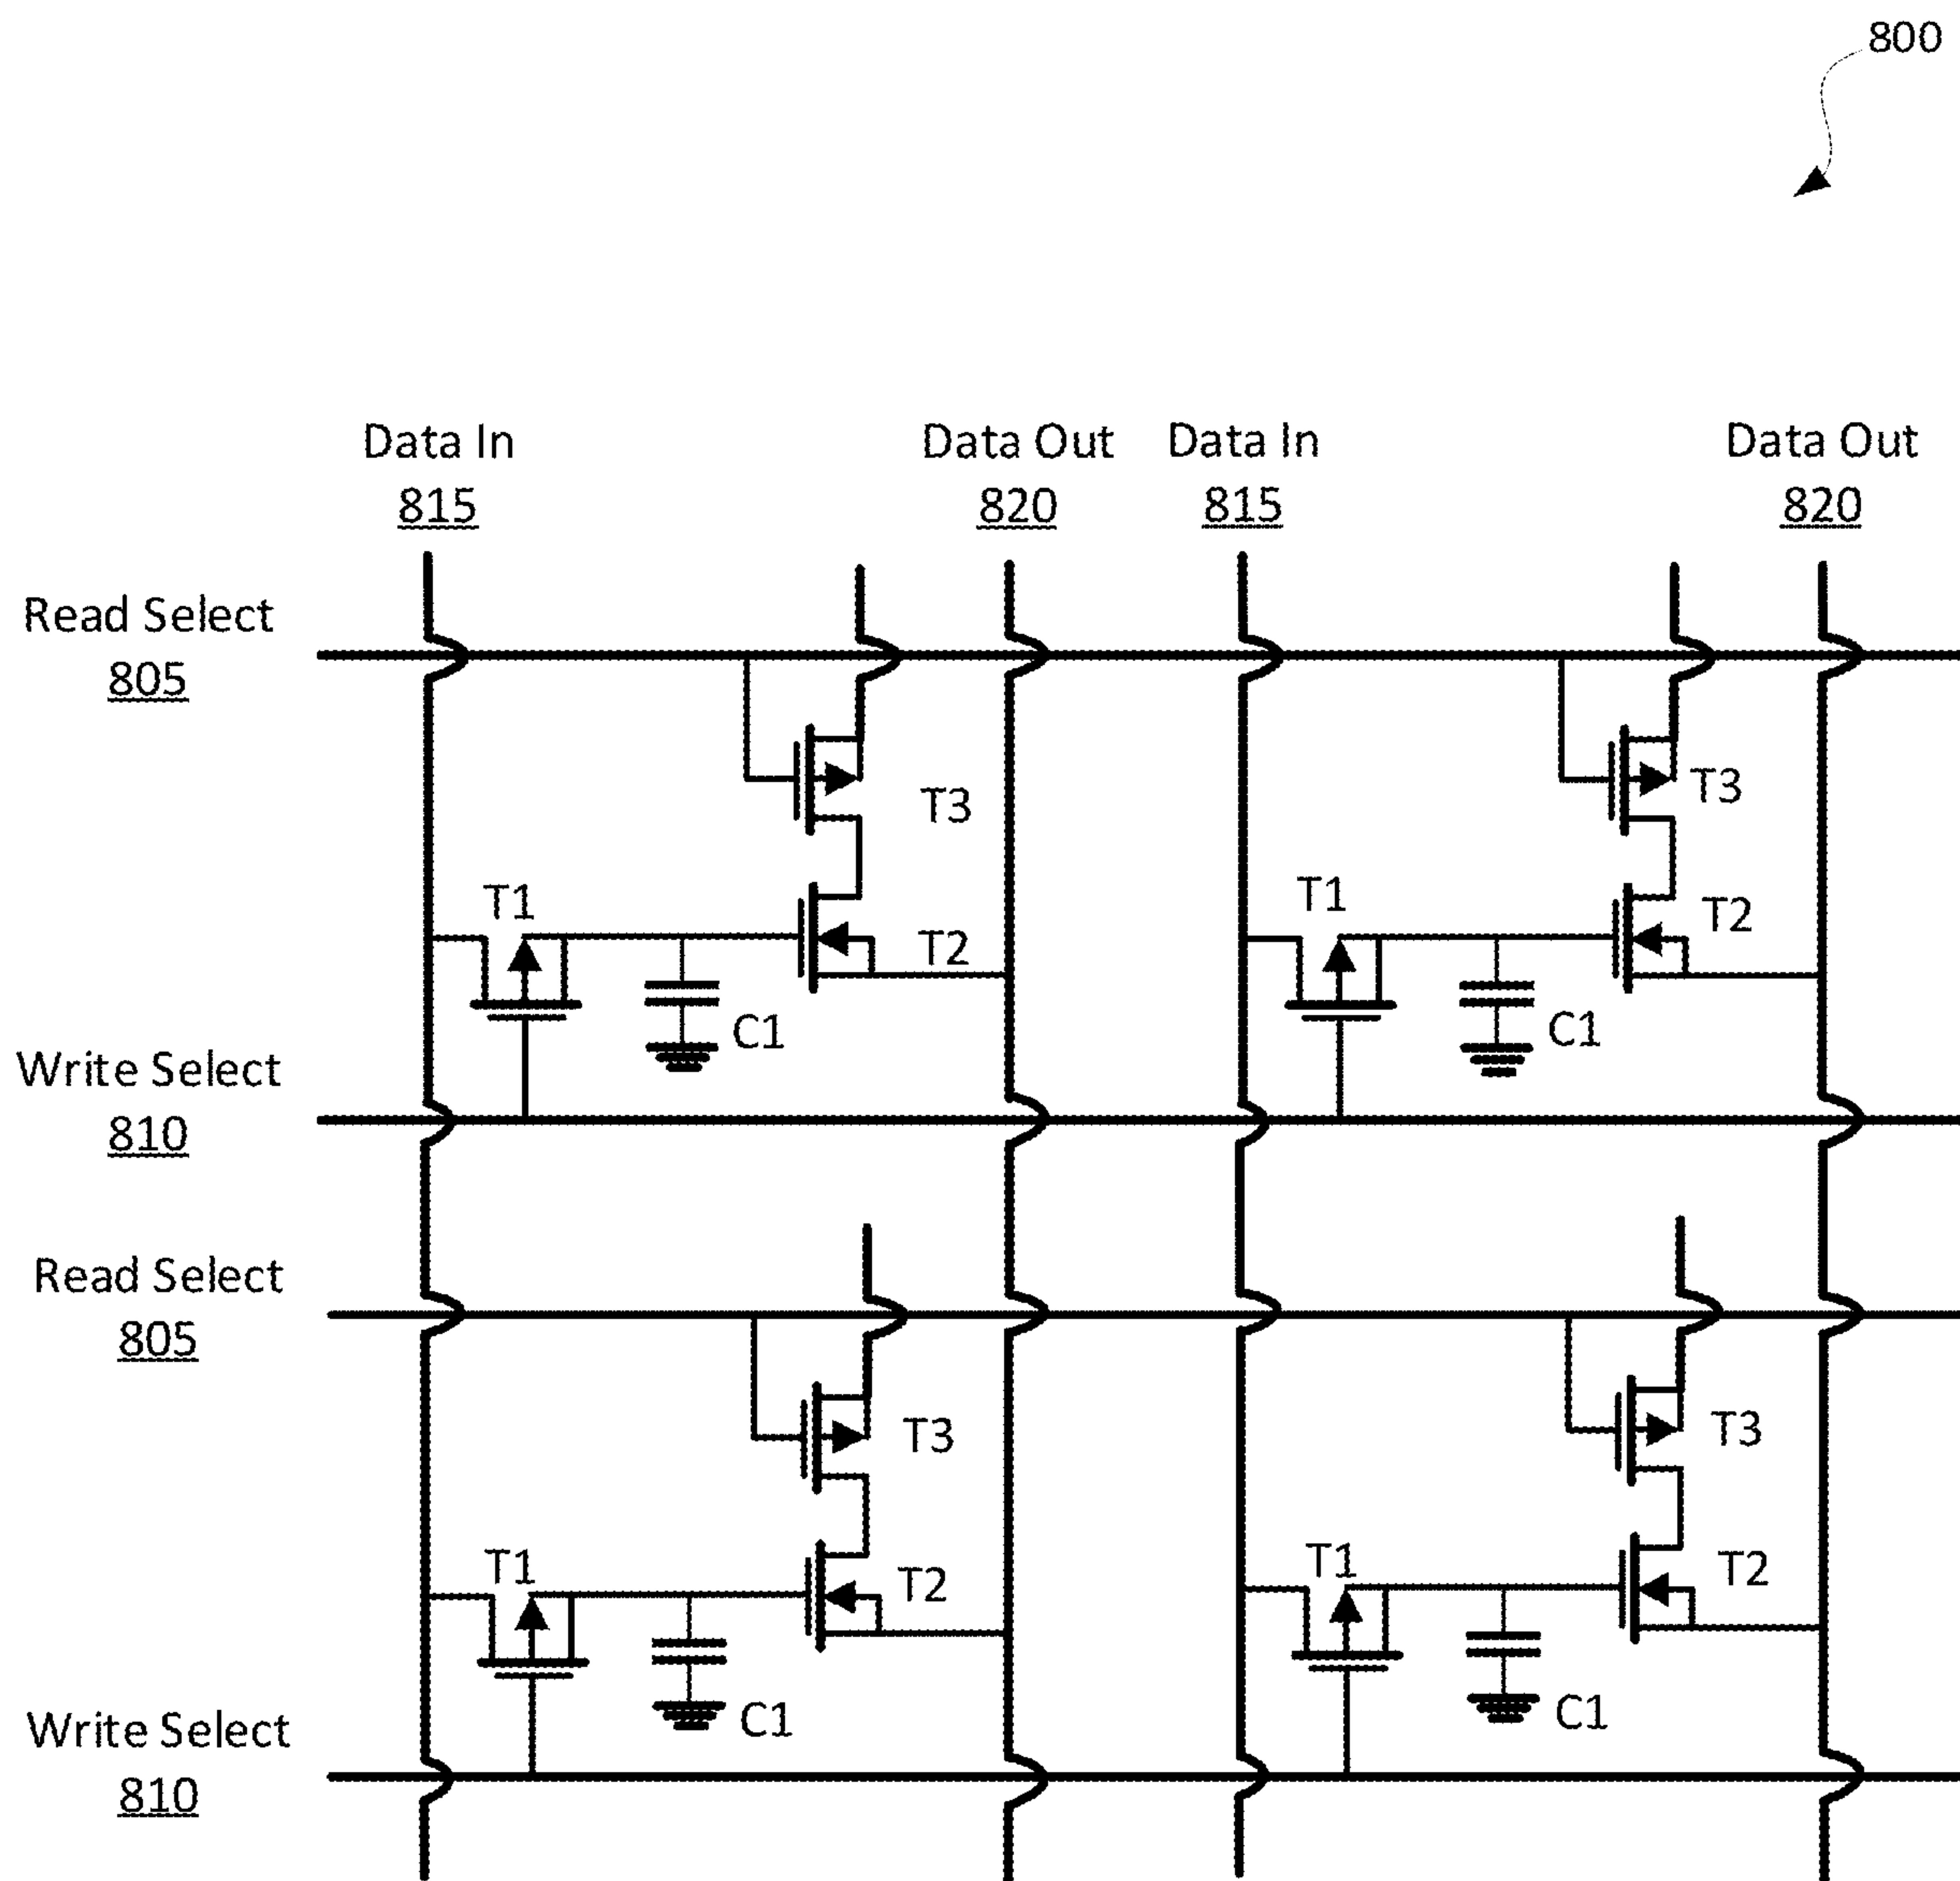 800
Data In
815
Data Out
820
Data In
815
Data Out
820
Read Select
805
T3
T3
T1
T2
T1
T2
C1
C1
Write Select
810
Read Select
805
T3
T3
T1
T2
T1
T2
C1
C1
Write Select
810